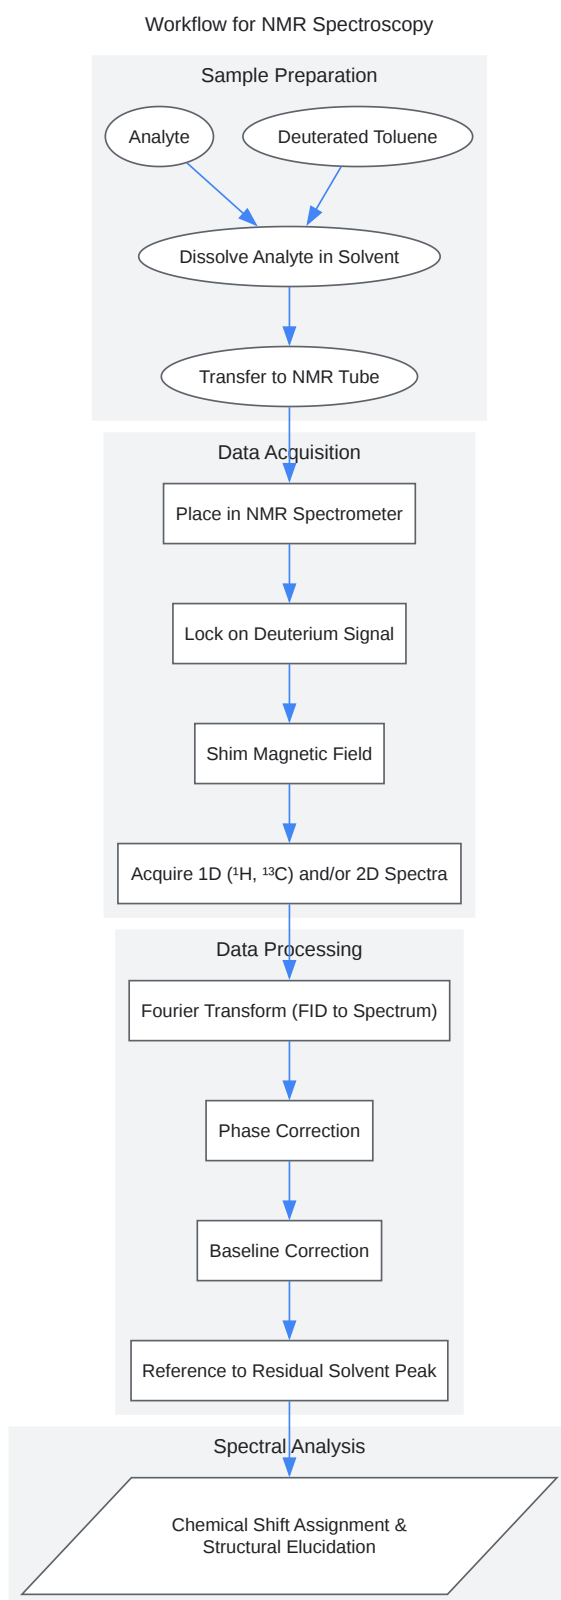 Workflow for NMR Spectroscopy
Sample Preparation
Analyte
Deuterated Toluene
Dissolve Analyte in Solvent
Transfer to NMR Tube
Data Acquisition
Place in NMR Spectrometer
Lock on Deuterium Signal
Shim Magnetic Field
Acquire 1D (¹H, ¹³C) and/or 2D Spectra
Data Processing
Fourier Transform (FID to Spectrum)
Phase Correction
Baseline Correction
Reference to Residual Solvent Peak
Spectral Analysis
Chemical Shift Assignment &
Structural Elucidation